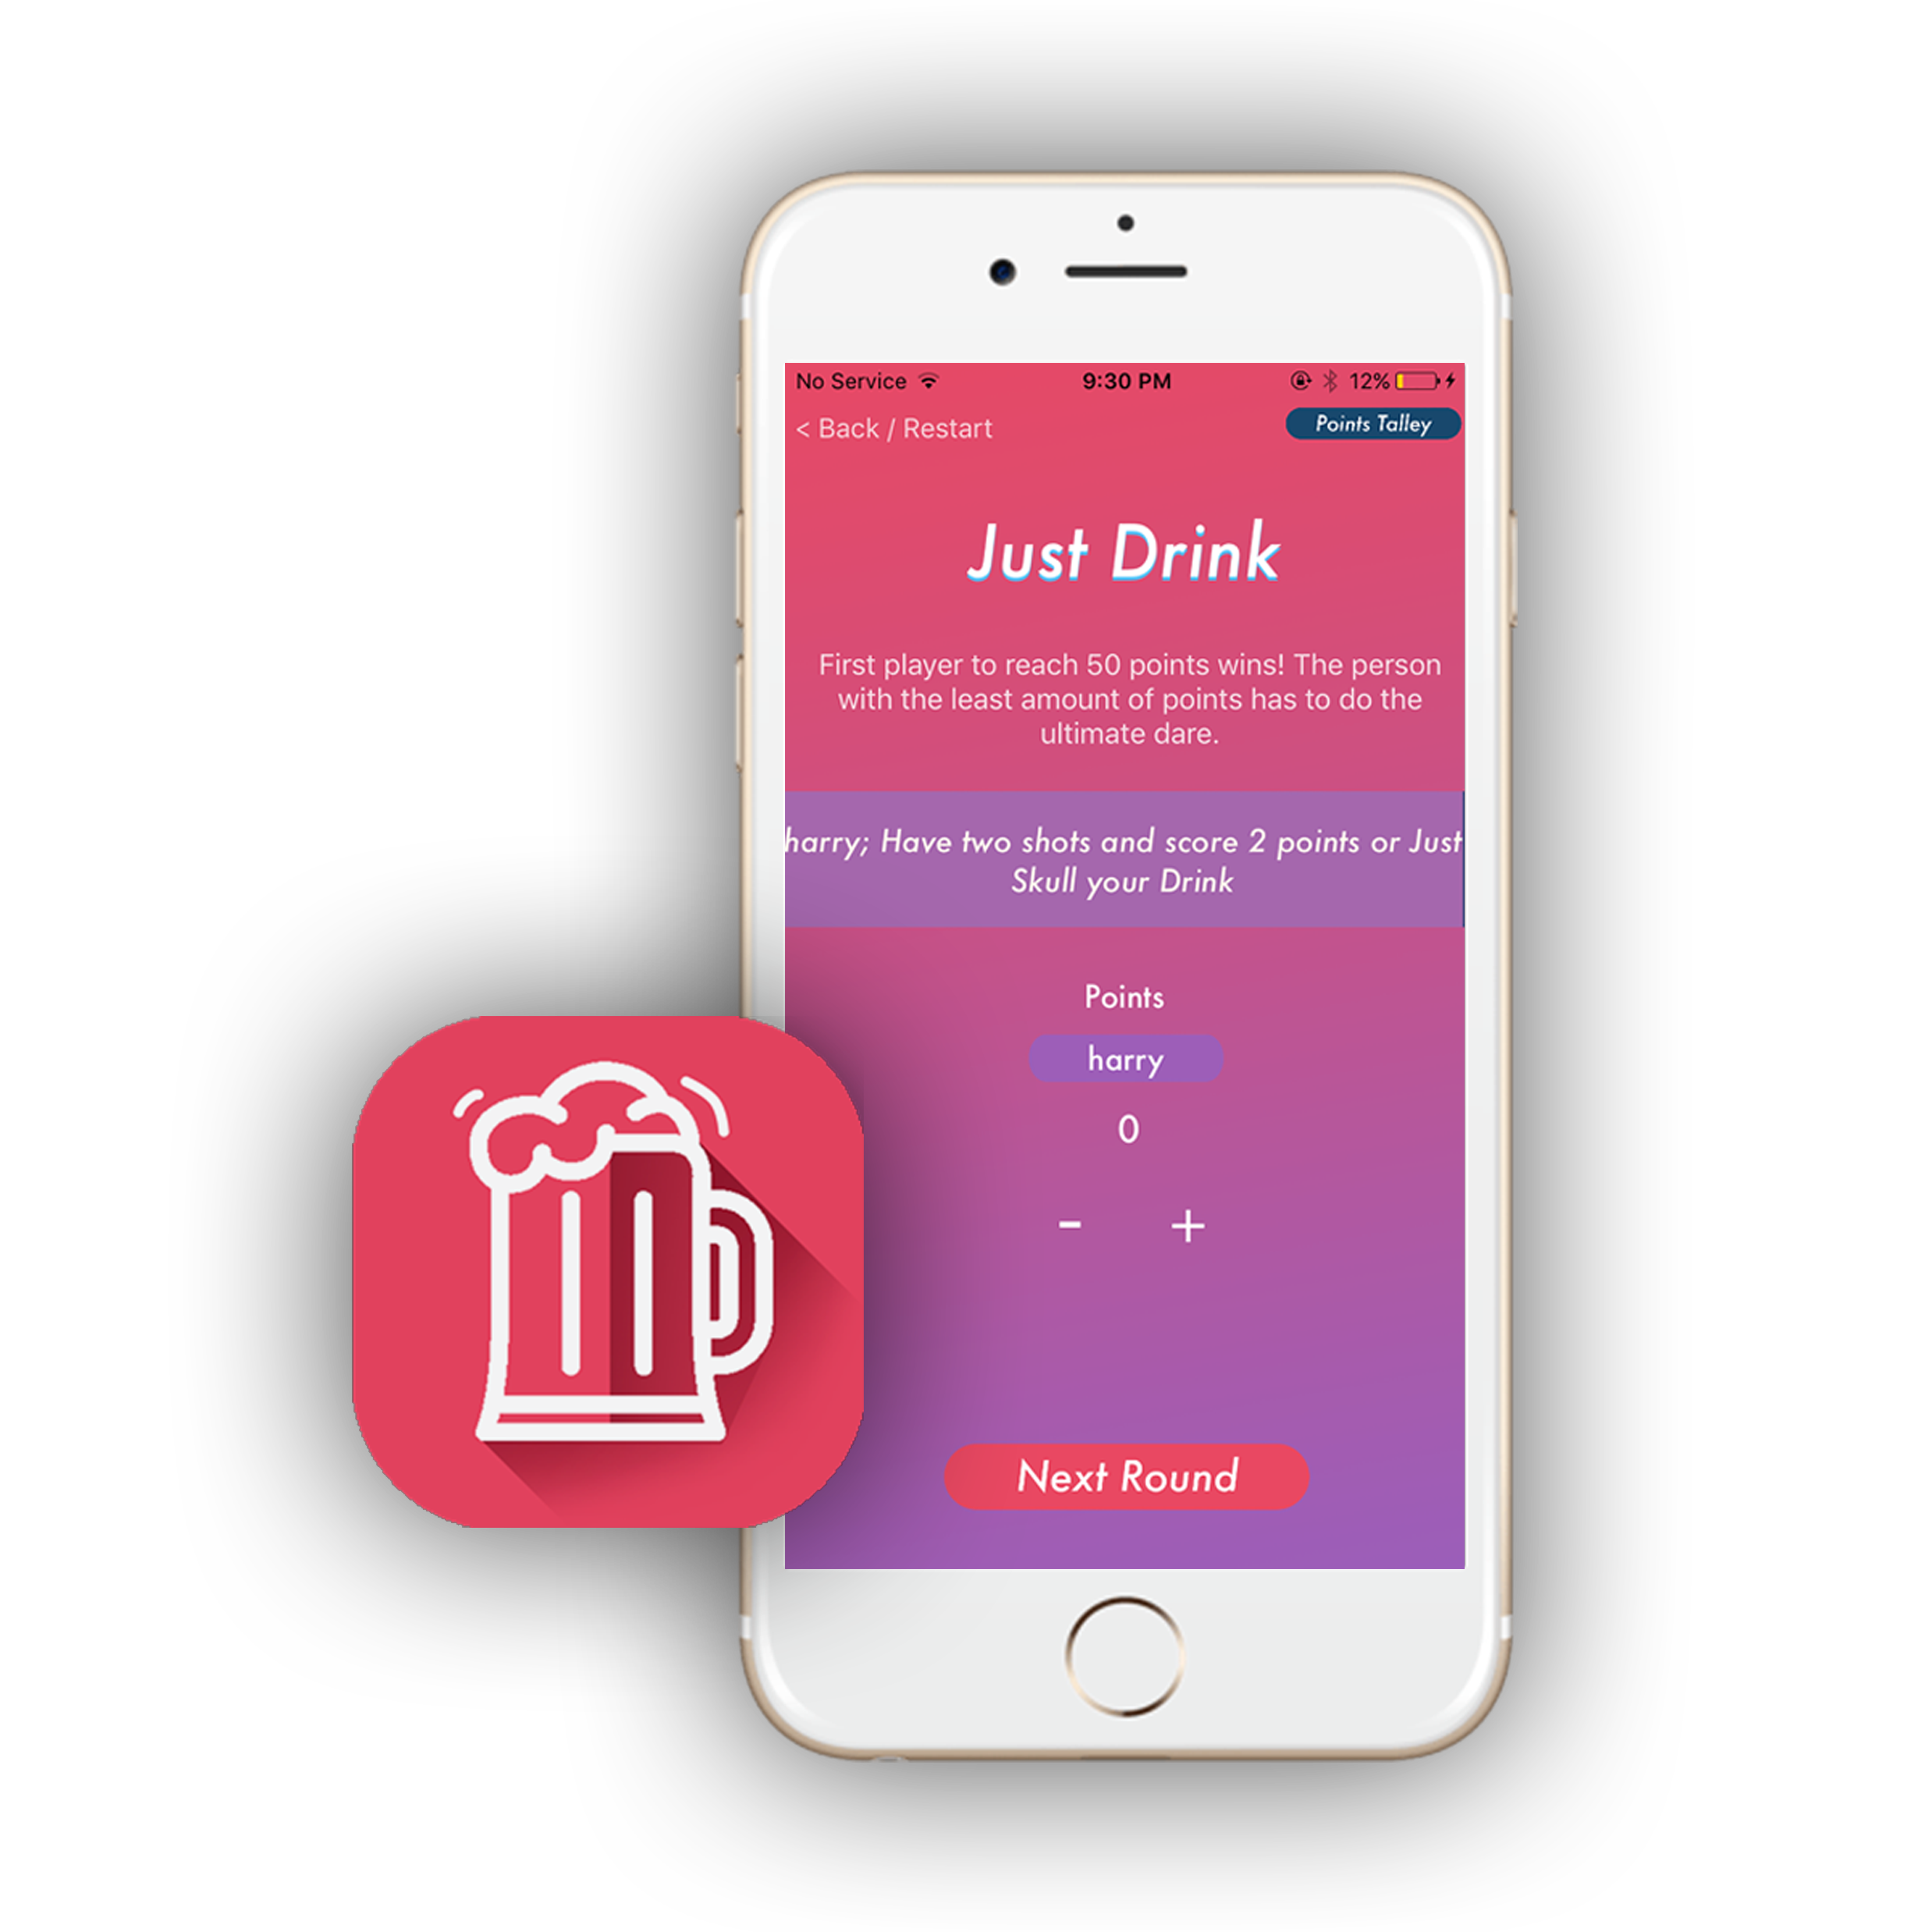 No Service 9:30 PM 12%
< Back / Restart Points Talley
Just Drink
First player to reach 50 points wins! The person
with the least amount of points has to do the
ultimate dare.
harry; Have two shots and score 2 points or Just
Skull your Drink
Points
harry
0
- +
Next Round